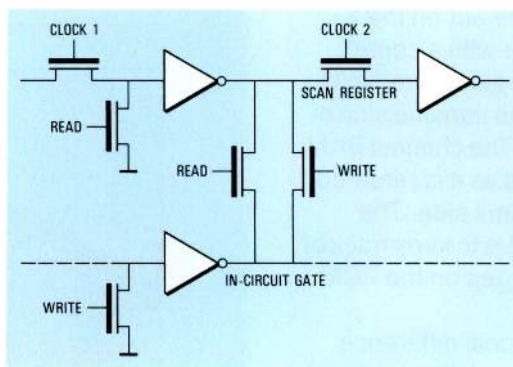 CLOCK 1
CLOCK 2
SCAN REGISTER
READ
READ
WRITE
IN-CIRCUIT GATE
WRITE